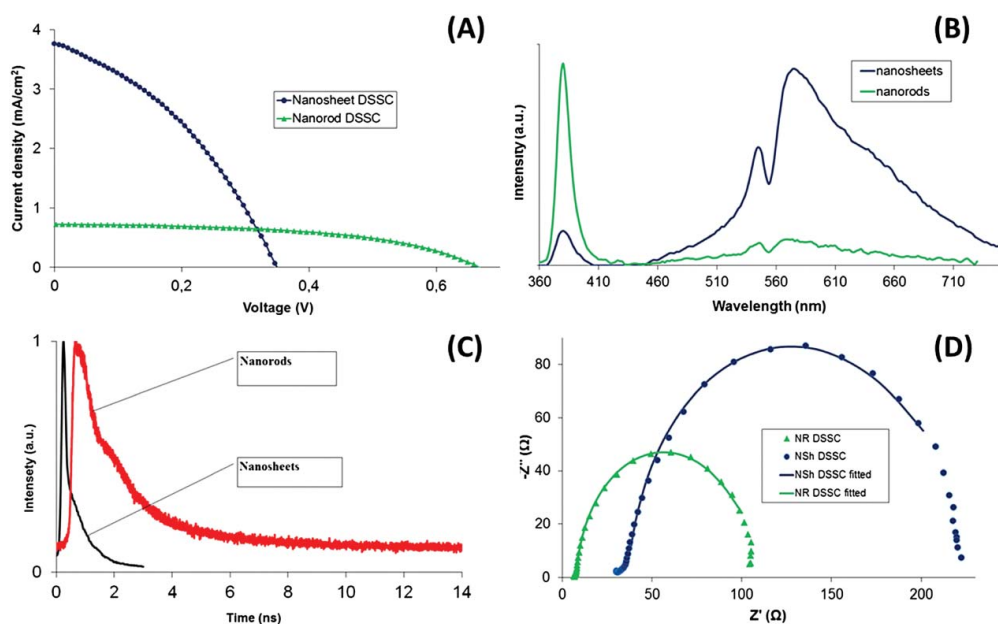 (A)
4
3
2
1
0
0 0,2 0,4 0,6
Current density (mA/cm²)
Voltage (V)
Nanosheet DSSC
Nanorod DSSC
(B)
Intensity (a.u.)
360 410 460 510 560 610 660 710
Wavelength (nm)
nanosheets
nanorods
(C)
1
0
0 2 4 6 8 10 12 14
Intensety (a.u.)
Time (ns)
Nanorods
Nanosheets
(D)
80
60
40
20
0
0 50 100 150 200
-Z'' (Ω)
Z' (Ω)
NR DSSC
NSh DSSC
NSh DSSC fitted
NR DSSC fitted